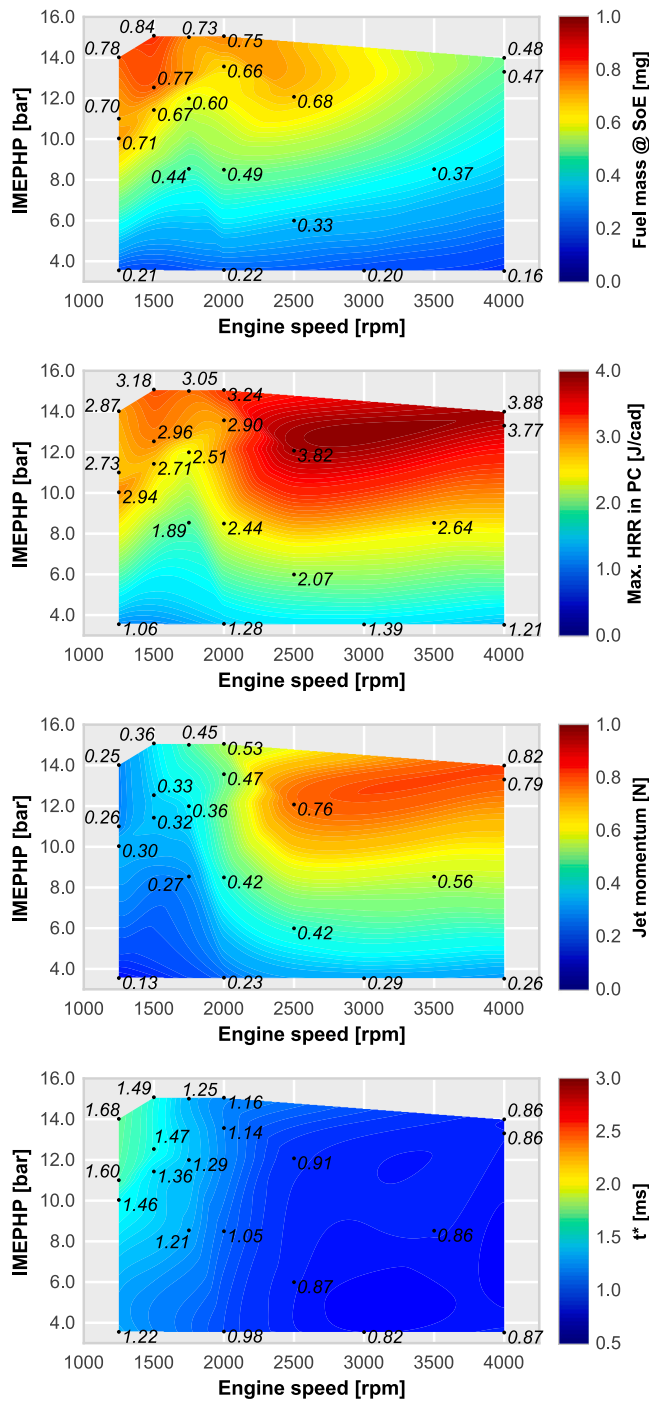 16.0 14.0 12.0 10.0 8.0 6.0 4.0
IMEPHP [bar]
0.84 0.73 0.75
0.78 0.48
0.66 0.47
0.77
0.70 0.67 0.60 0.68
0.71
0.44 0.49 0.37
0.33
0.21 0.22 0.20 0.16
1000 1500 2000 2500 3000 3500 4000
Engine speed [rpm]
1.0 0.8 0.6 0.4 0.2 0.0
Fuel mass @ SoE [mg]
16.0 14.0 12.0 10.0 8.0 6.0 4.0
IMEPHP [bar]
3.18 3.05 3.24
2.87 3.88
2.90 3.77
2.96
2.73 2.71 2.51 3.82
2.94
1.89 2.44 2.64
2.07
1.06 1.28 1.39 1.21
1000 1500 2000 2500 3000 3500 4000
Engine speed [rpm]
4.0 3.0 2.0 1.0 0.0
Max. HRR in PC [J/cad]
16.0 14.0 12.0 10.0 8.0 6.0 4.0
IMEPHP [bar]
0.36 0.45 0.53
0.25 0.82
0.47 0.79
0.33
0.26 0.32 0.36 0.76
0.30
0.27 0.42 0.56
0.42
0.13 0.23 0.29 0.26
1000 1500 2000 2500 3000 3500 4000
Engine speed [rpm]
1.0 0.8 0.6 0.4 0.2 0.0
Jet momentum [N]
16.0 14.0 12.0 10.0 8.0 6.0 4.0
IMEPHP [bar]
1.49 1.25 1.16
1.68 0.86
1.14 0.86
1.47
1.60 1.36 1.29 0.91
1.46
1.21 1.05 0.86
0.87
1.22 0.98 0.82 0.87
1000 1500 2000 2500 3000 3500 4000
Engine speed [rpm]
3.0 2.5 2.0 1.5 1.0 0.5
t* [ms]